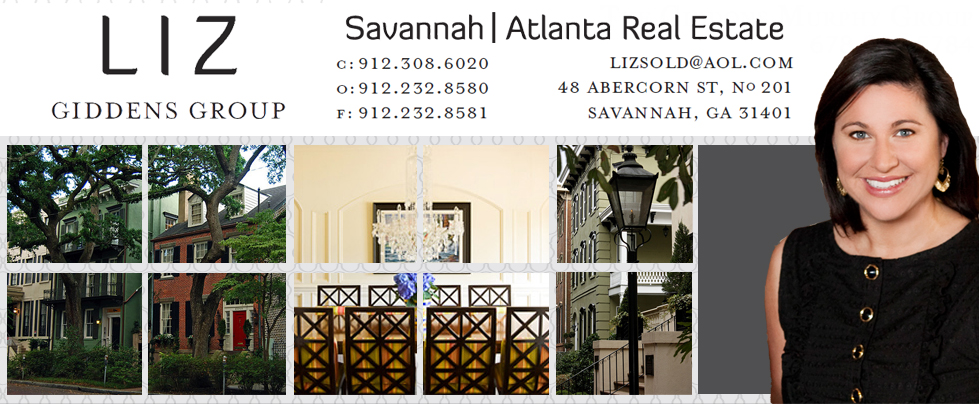 LIZ
GIDDENS GROUP
Savannah | Atlanta Real Estate
C: 912.308.6020
O: 912.232.8580
F: 912.232.8581
LIZSOLD@AOL.COM
48 ABERCORN ST, NO 201
SAVANNAH, GA 31401